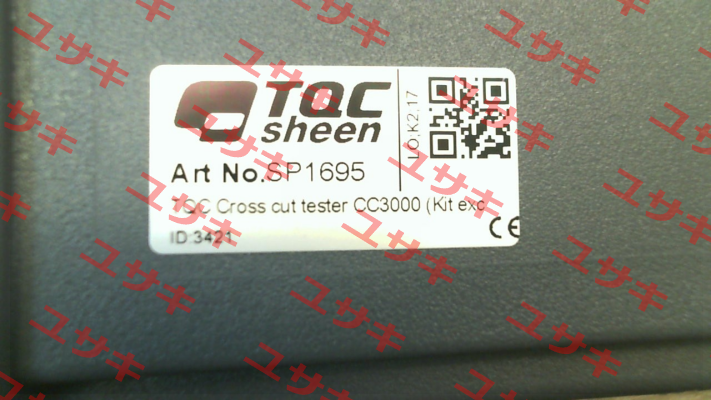 TQC
sheen
LO:K2,17
Art No.SP1695
TQC Cross cut tester CC3000 (Kit exc
CE
ID:3421
ユサキ